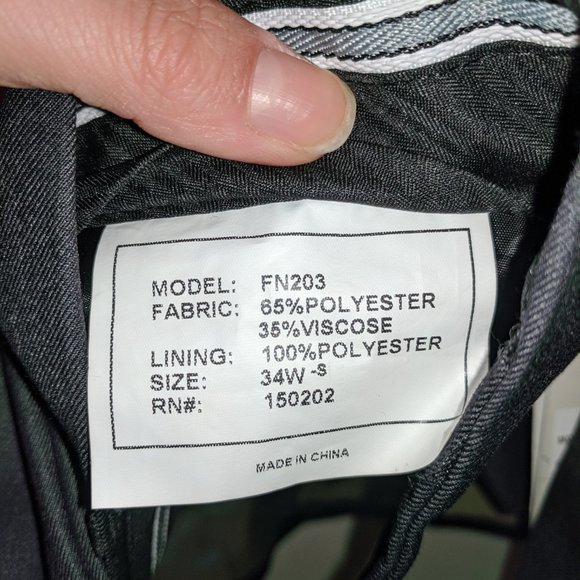 MODEL: FN203
FABRIC: 65%POLYESTER
35%VISCOSE
LINING: 100%POLYESTER
SIZE: 34W -S
RN#: 150202
MADE IN CHINA